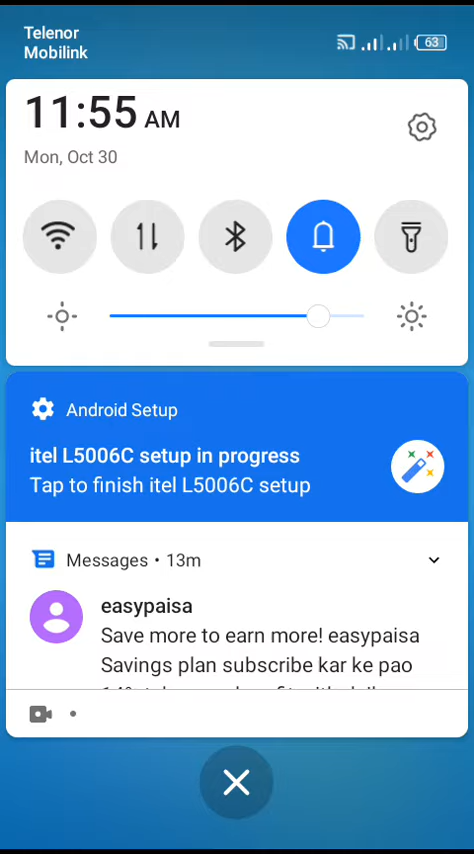 Telenor
Mobilink
63
11:55 AM
Mon, Oct 30
Android Setup
itel L5006C setup in progress
Tap to finish itel L5006C setup
Messages • 13m
easypaisa
Save more to earn more! easypaisa
Savings plan subscribe kar ke pao